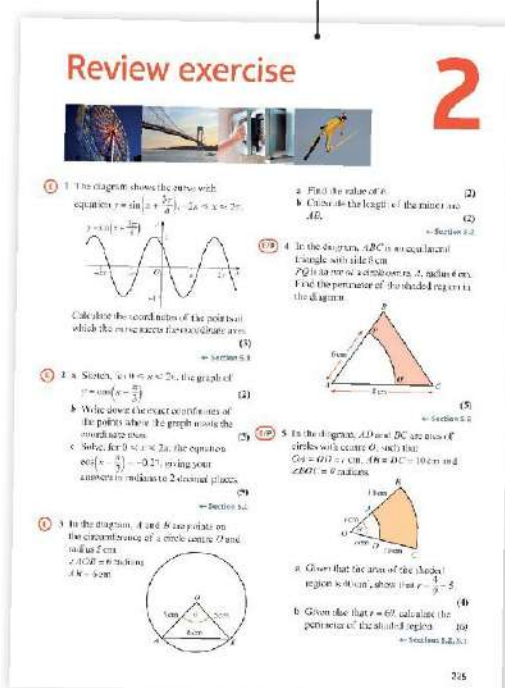 Review exercise
2
E
1 The diagram shows the curve with
equation y = sin(x + 3π/4), −2π ≤ x ≤ 2π.
y = sin(x + 3π/4)
O
Calculate the coordinates of the points at
which the curve meets the coordinate axes.
(3)
← Section 5.1
E
2 a Sketch, for 0 ≤ x ≤ 2π, the graph of
y = cos(x − π/3)
(2)
b Write down the exact coordinates of
the points where the graph meets the
coordinate axes.
(3)
c Solve, for 0 ≤ x ≤ 2π, the equation
cos(x − π/3) = −0.27, giving your
answers in radians to 2 decimal places.
(5)
E
3 In the diagram, A and B are points on
the circumference of a circle centre O and
radius 5 cm
∠AOB = θ radians
AB = 6 cm
O
5 cm
θ
5 cm
6 cm
A
B
a Find the value of θ.
(2)
b Calculate the length of the minor arc
AB.
(2)
← Section 5.2
E/P
4 In the diagram, ABC is an equilateral
triangle with side 8 cm
PQ is an arc of a circle centre A, radius 6 cm.
Find the perimeter of the shaded region in
the diagram.
B
P
6 cm
A
Q
C
8 cm
(5)
← Section 5.2
E/P
5 In the diagram, AD and BC are arcs of
circles with centre O, such that
OA = OD = r cm, AB = DC = 10 cm and
∠BOC = θ radians.
B
10 cm
A
r cm
O
θ
r cm
D
10 cm
C
a Given that the area of the shaded
region is 40 cm², show that r = 4/θ − 5
(4)
b Given also that r = 6θ, calculate the
perimeter of the shaded region
(6)
225